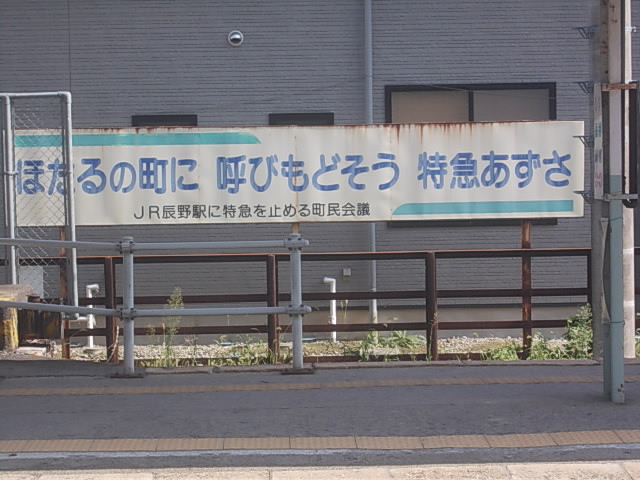 ほたるの町に 呼びもどそう 特急あずさ
JR辰野駅に特急を止める町民会議